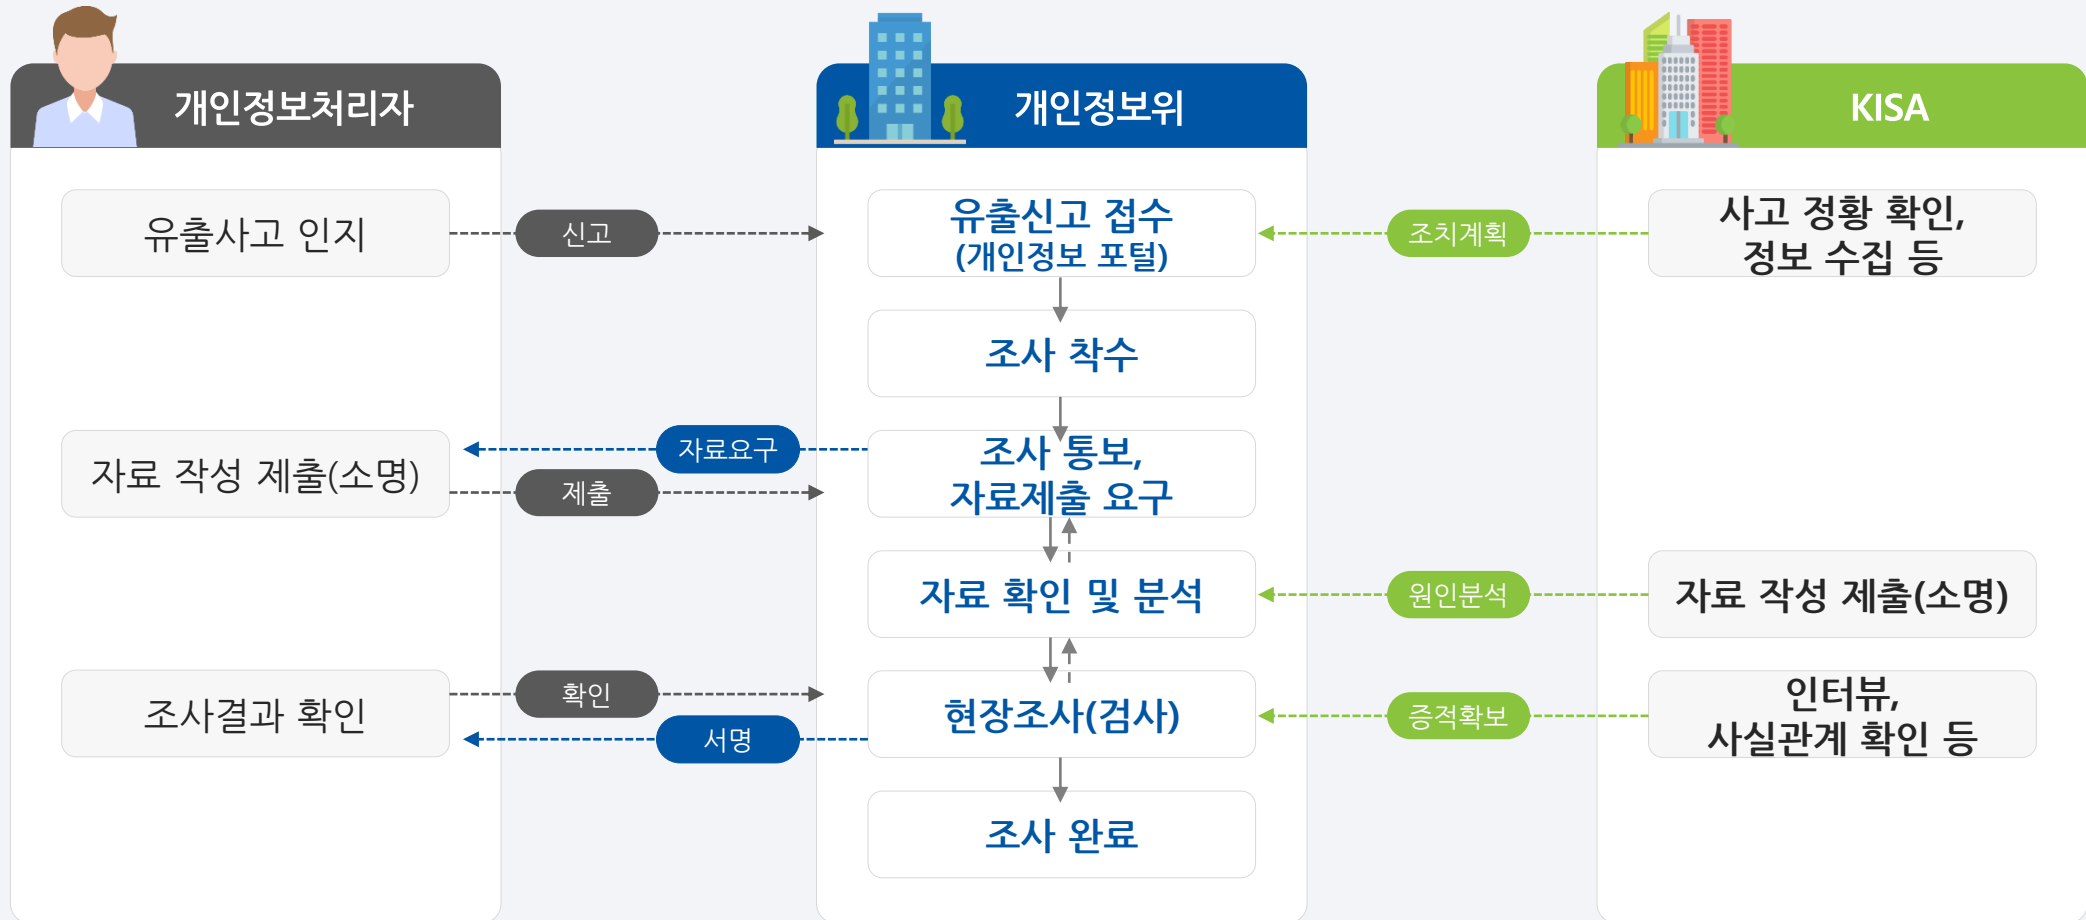 개인정보처리자
개인정보위
KISA
유출사고 인지
신고
유출신고 접수
(개인정보 포털)
조치계획
사고 정황 확인,
정보 수집 등
조사 착수
자료 작성 제출(소명)
자료요구
제출
조사 통보,
자료제출 요구
자료 확인 및 분석
원인분석
자료 작성 제출(소명)
조사결과 확인
확인
서명
현장조사(검사)
증적확보
인터뷰,
사실관계 확인 등
조사 완료